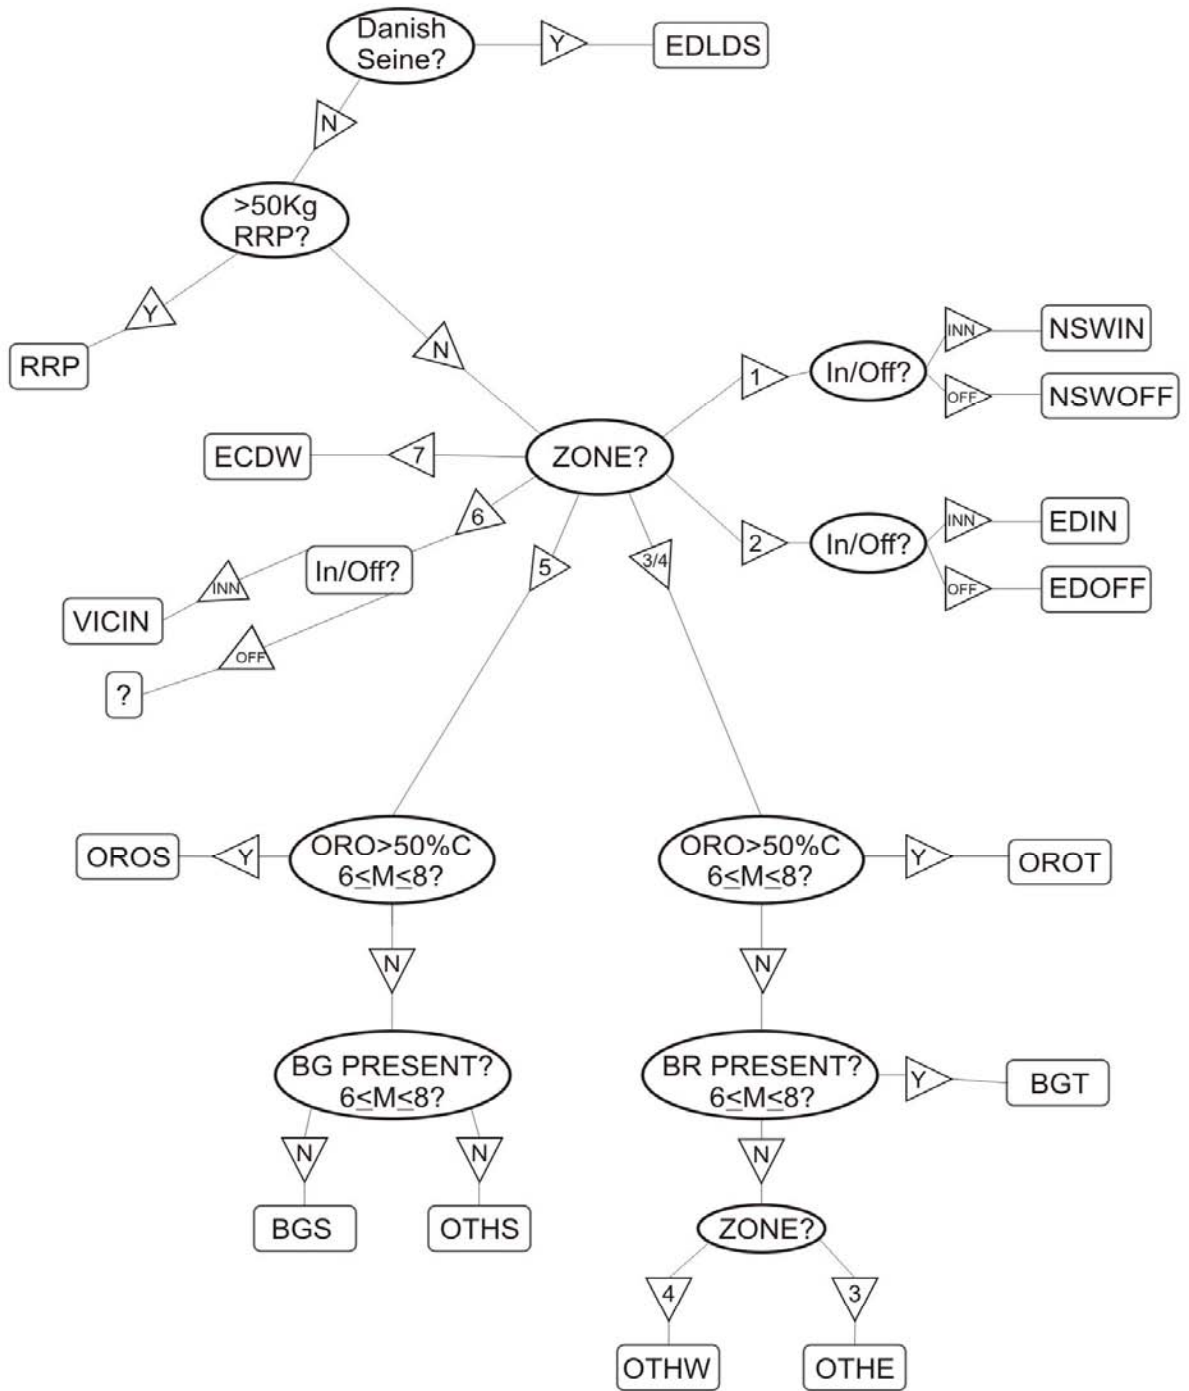 Danish
Seine?
Y
EDLDS
N
>50Kg
RRP?
Y
RRP
N
ZONE?
1
In/Off?
INN
NSWIN
OFF
NSWOFF
2
In/Off?
INN
EDIN
OFF
EDOFF
7
ECDW
6
In/Off?
INN
VICIN
OFF
?
5
3/4
ORO>50%C
6≤M≤8?
Y
OROS
N
BG PRESENT?
6≤M≤8?
N
BGS
N
OTHS
ORO>50%C
6≤M≤8?
Y
OROT
N
BR PRESENT?
6≤M≤8?
Y
BGT
N
ZONE?
4
OTHW
3
OTHE